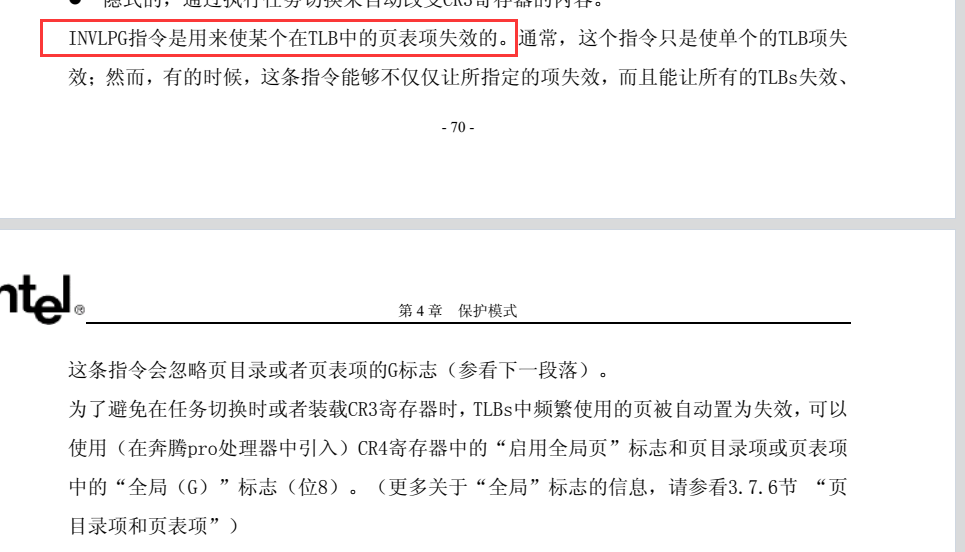 ● 隐式的，通过执行任务切换来自动改变CR3寄存器的内容。
INVLPG指令是用来使某个在TLB中的页表项失效的。通常，这个指令只是使单个的TLB项失
效；然而，有的时候，这条指令能够不仅仅让所指定的项失效，而且能让所有的TLBs失效、
- 70 -
ntel®
第 4 章 保护模式
这条指令会忽略页目录或者页表项的G标志（参看下一段落）。
为了避免在任务切换时或者装载CR3寄存器时，TLBs中频繁使用的页被自动置为失效，可以
使用（在奔腾pro处理器中引入）CR4寄存器中的“启用全局页”标志和页目录项或页表项
中的“全局（G）”标志（位8）。（更多关于“全局”标志的信息，请参看3.7.6节 “页
目录项和页表项”）